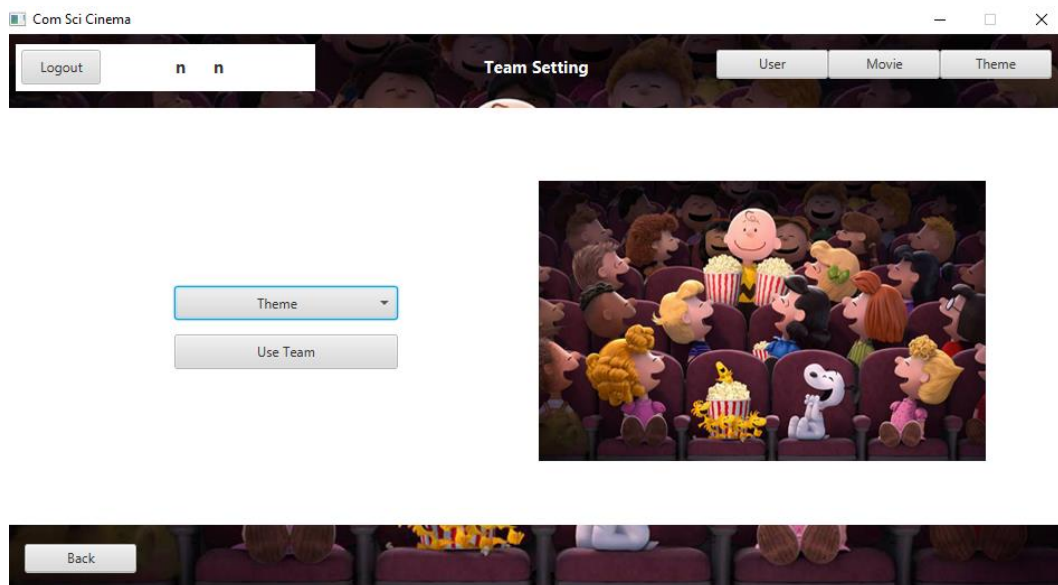 Com Sci Cinema
Logout n n Team Setting User Movie Theme
Theme
Use Team
Back